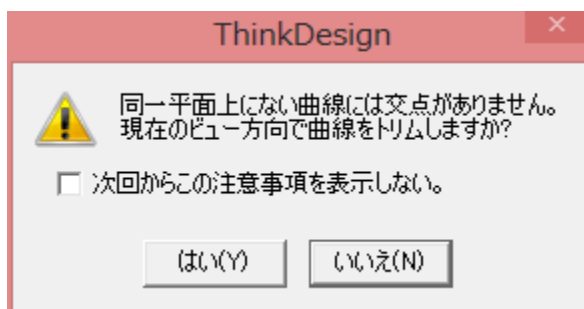 ThinkDesign
同一平面上にない曲線には交点がありません。
現在のビュー方向で曲線をトリムしますか?
次回からこの注意事項を表示しない。
はい(Y) いいえ(N)